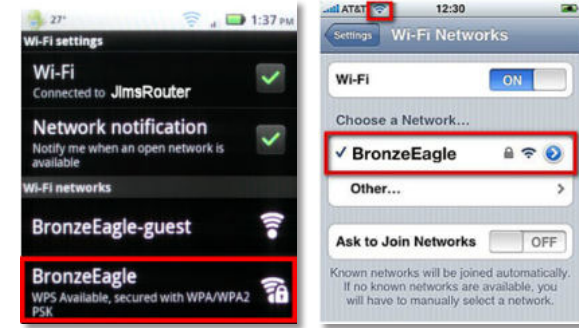 27°
1:37 PM
Wi-Fi settings
Wi-Fi
Connected to JImsRouter
Network notification
Notify me when an open network is
available
Wi-Fi networks
BronzeEagle-guest
BronzeEagle
WPS Available, secured with WPA/WPA2
PSK
AT&T
12:30
Settings
Wi-Fi Networks
Wi-Fi
ON
Choose a Network...
BronzeEagle
Other...
Ask to Join Networks
OFF
Known networks will be joined automatically.
If no known networks are available, you
will have to manually select a network.